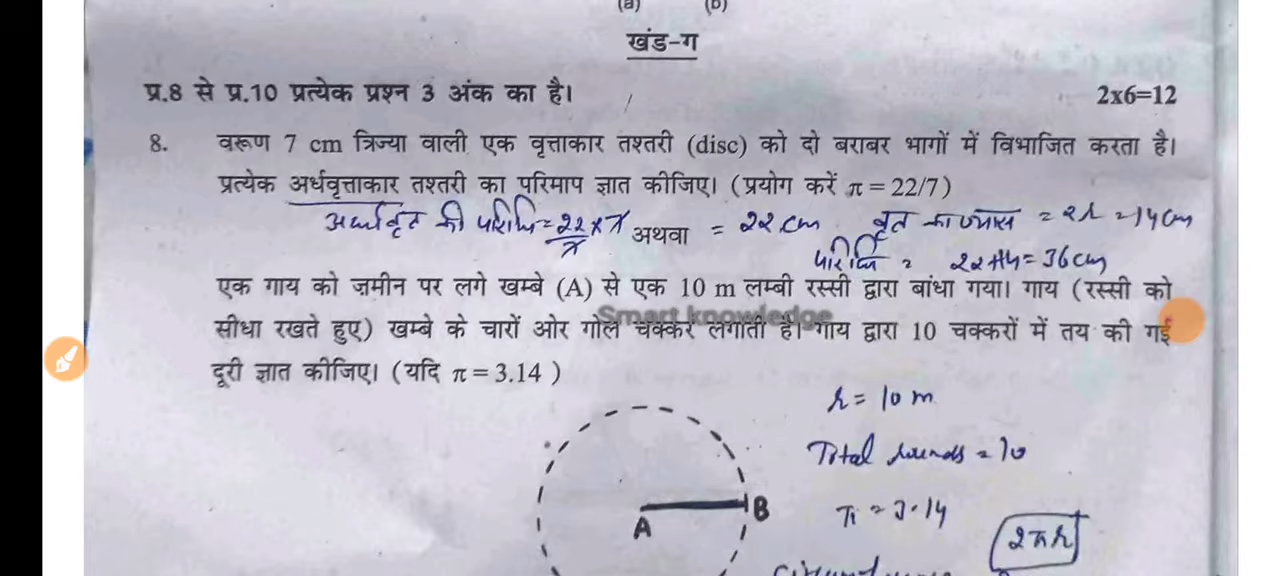 (a) (b)
खंड-ग
प्र.8 से प्र.10 प्रत्येक प्रश्न 3 अंक का है। 2x6=12
8. वरूण 7 cm त्रिज्या वाली एक वृत्ताकार तश्तरी (disc) को दो बराबर भागों में विभाजित करता है।
प्रत्येक अर्धवृत्ताकार तश्तरी का परिमाप ज्ञात कीजिए। (प्रयोग करें π = 22/7)
की परिधि = 22/7 x 7 = 22 cm वृत का व्यास = 2r = 14 cm
अथवा
परिधि = 22+14 = 36 cm
एक गाय को ज़मीन पर लगे खम्बे (A) से एक 10 m लम्बी रस्सी द्वारा बांधा गया। गाय (रस्सी को
Smart knowledge
सीधा रखते हुए) खम्बे के चारों ओर गोल चक्कर लगाती है। गाय द्वारा 10 चक्करों में तय की गई
दूरी ज्ञात कीजिए। (यदि π = 3.14 )
r = 10 m
Total rounds = 10
A B
π = 3.14
2πr